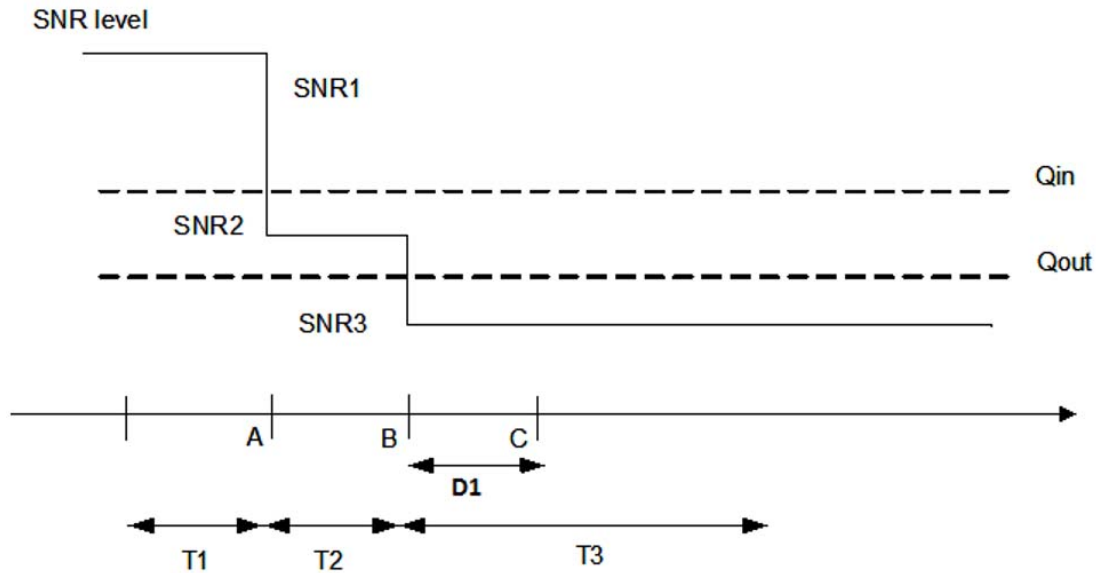 SNR level
SNR1
Qin
SNR2
Qout
SNR3
A
B
C
D1
T1
T2
T3